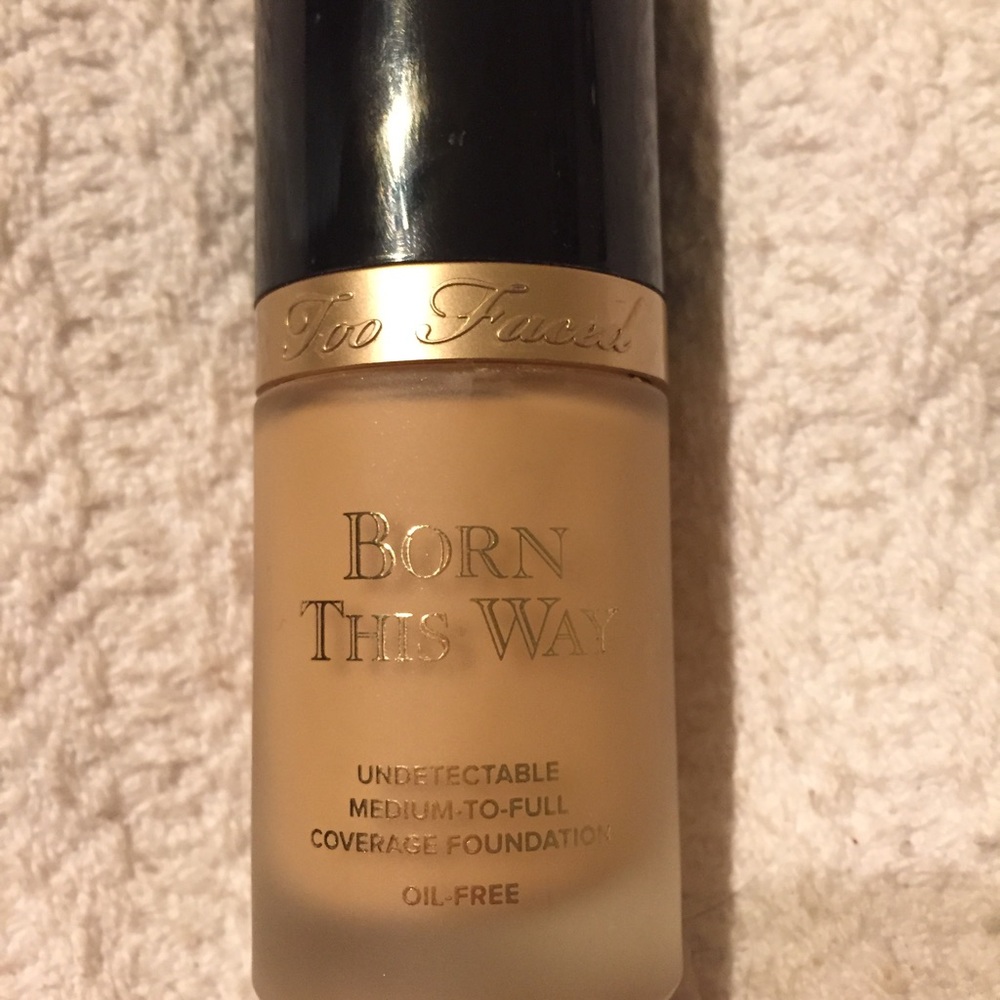 Too Faced
BORN
THIS WAY
UNDETECTABLE
MEDIUM-TO-FULL
COVERAGE FOUNDATION
OIL-FREE